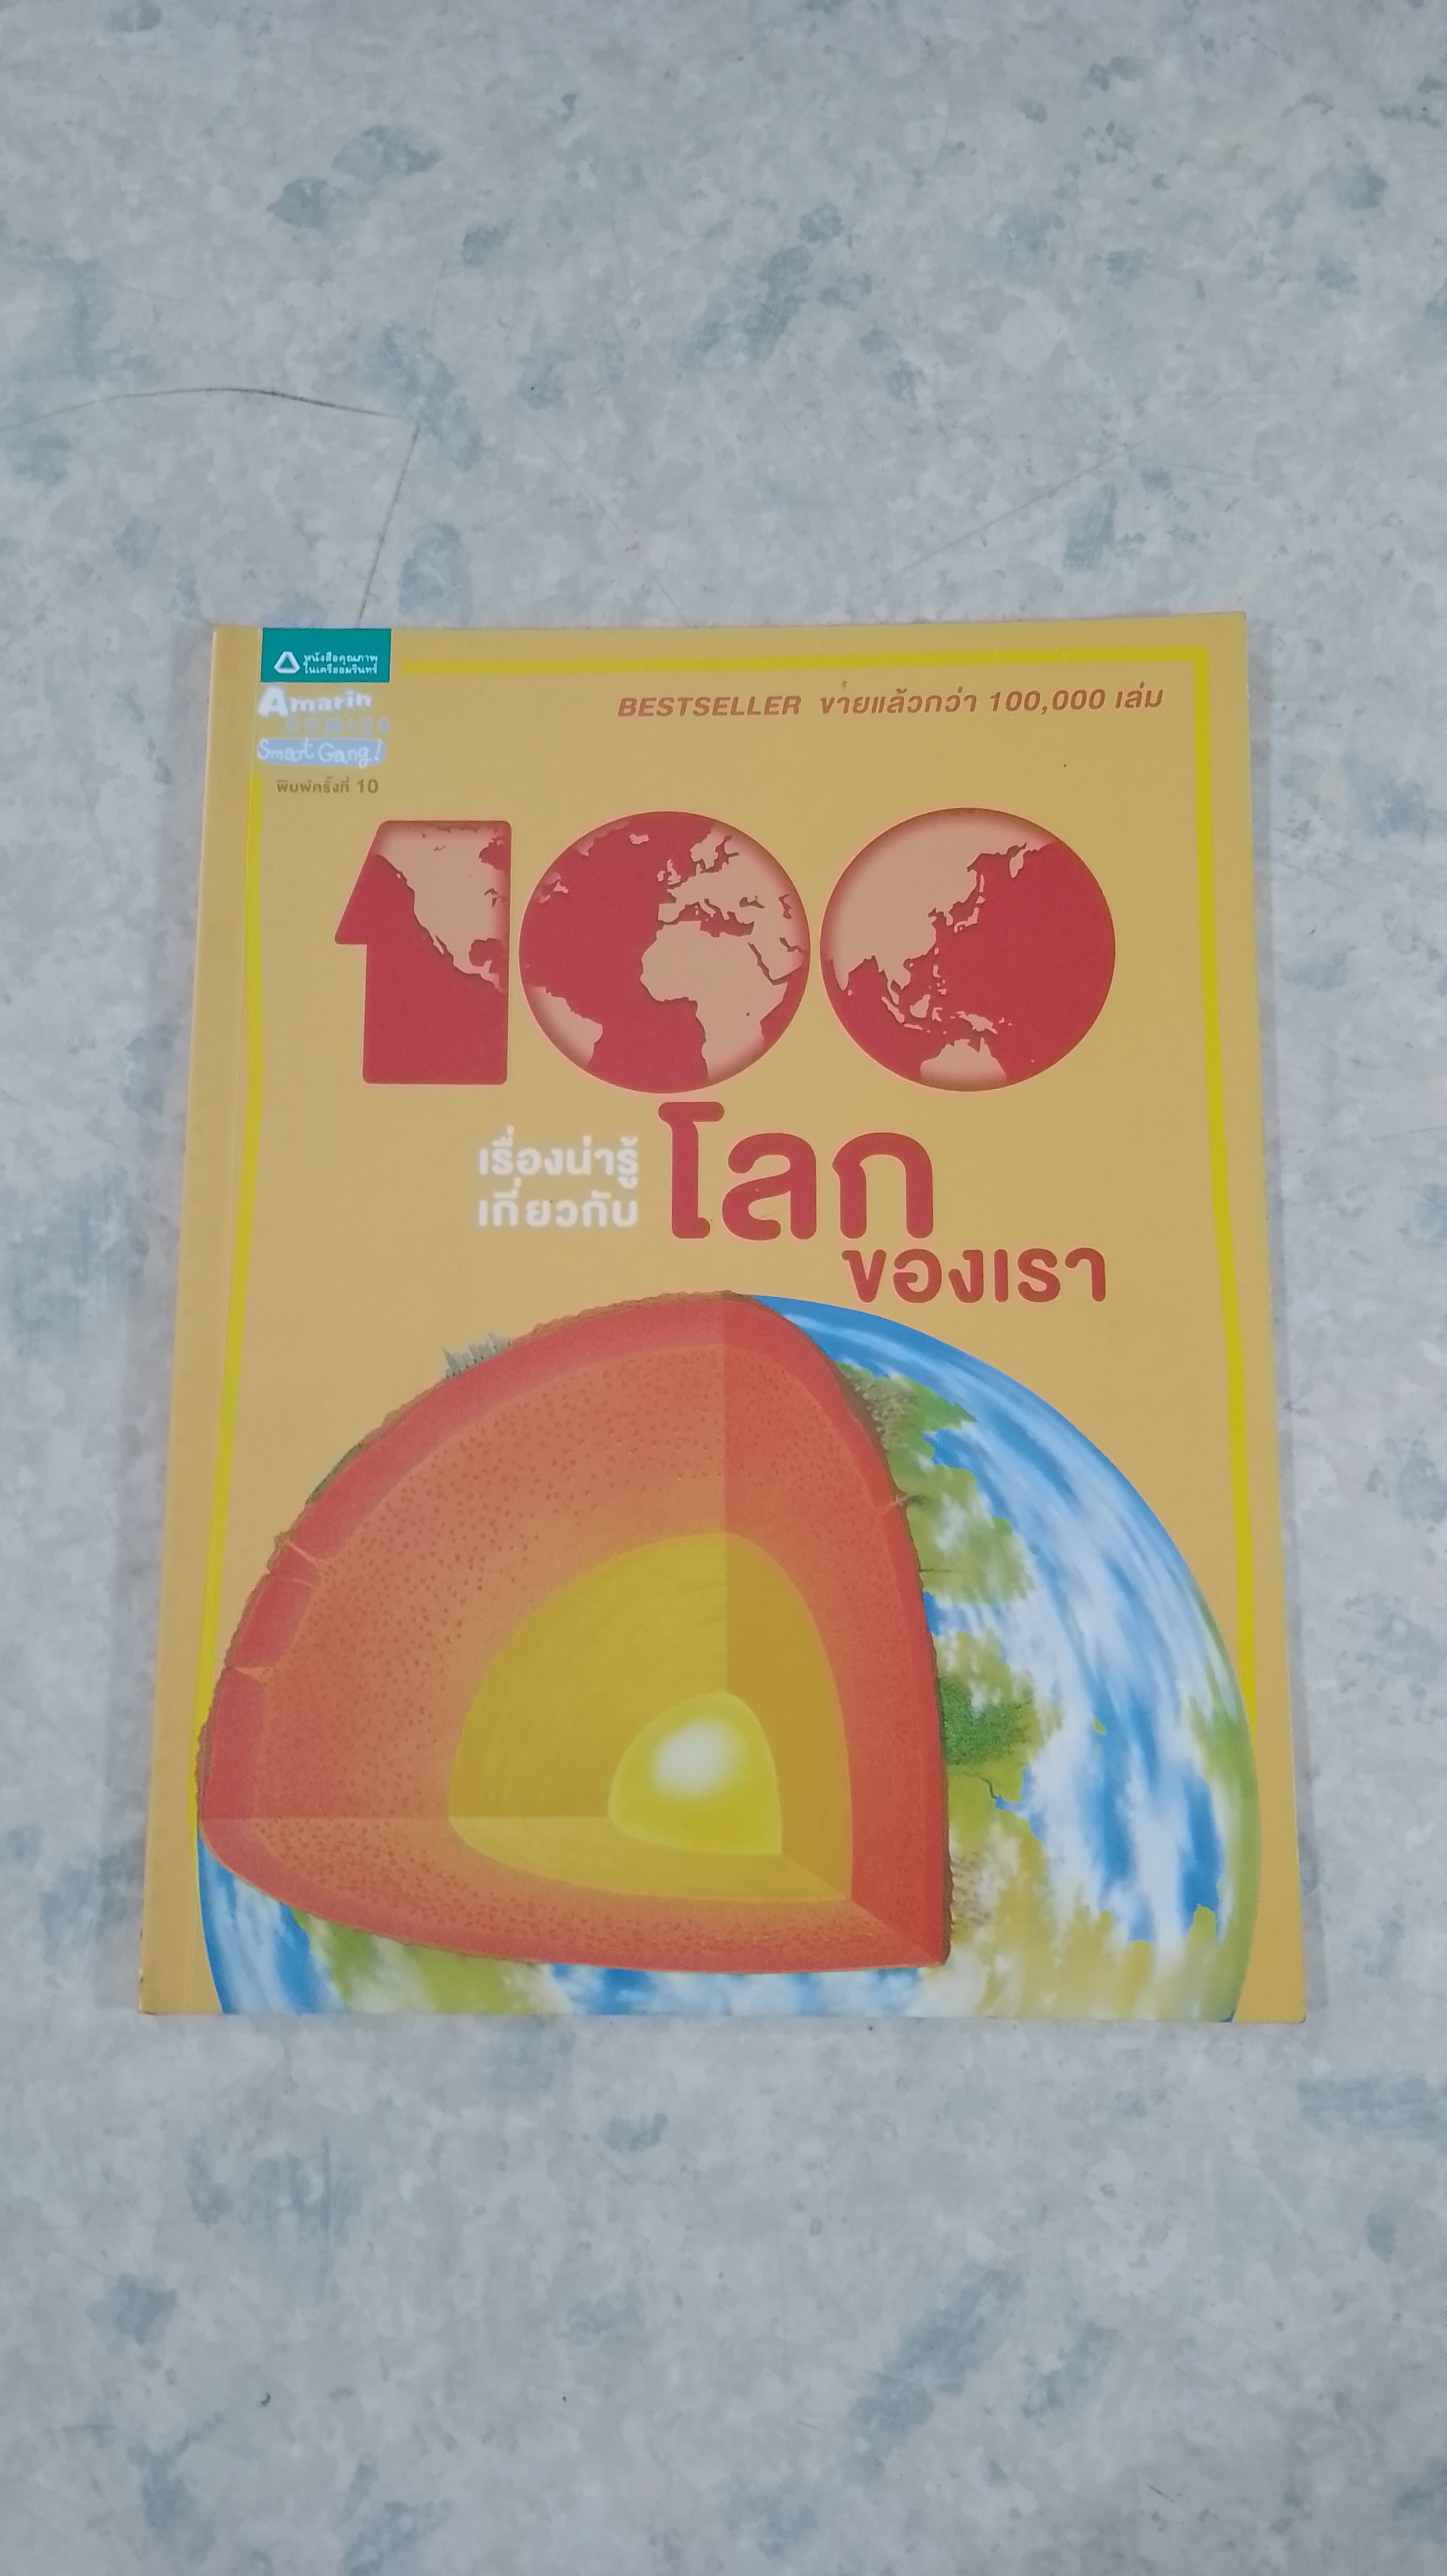 หนังสือคุณภาพ
ในเครืออมรินทร์
Amarin
COMICS
Smart Gang!
พิมพ์ครั้งที่ 10
BESTSELLER ขายแล้วกว่า 100,000 เล่ม
100
เรื่องน่ารู้
เกี่ยวกับ
โลก
ของเรา